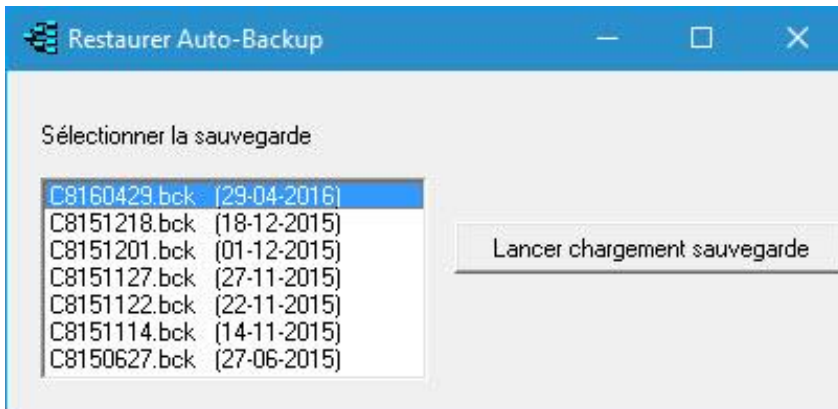 Restaurer Auto-Backup
Sélectionner la sauvegarde
C8160429.bck (29-04-2016)
C8151218.bck (18-12-2015)
C8151201.bck (01-12-2015)
C8151127.bck (27-11-2015)
C8151122.bck (22-11-2015)
C8151114.bck (14-11-2015)
C8150627.bck (27-06-2015)
Lancer chargement sauvegarde